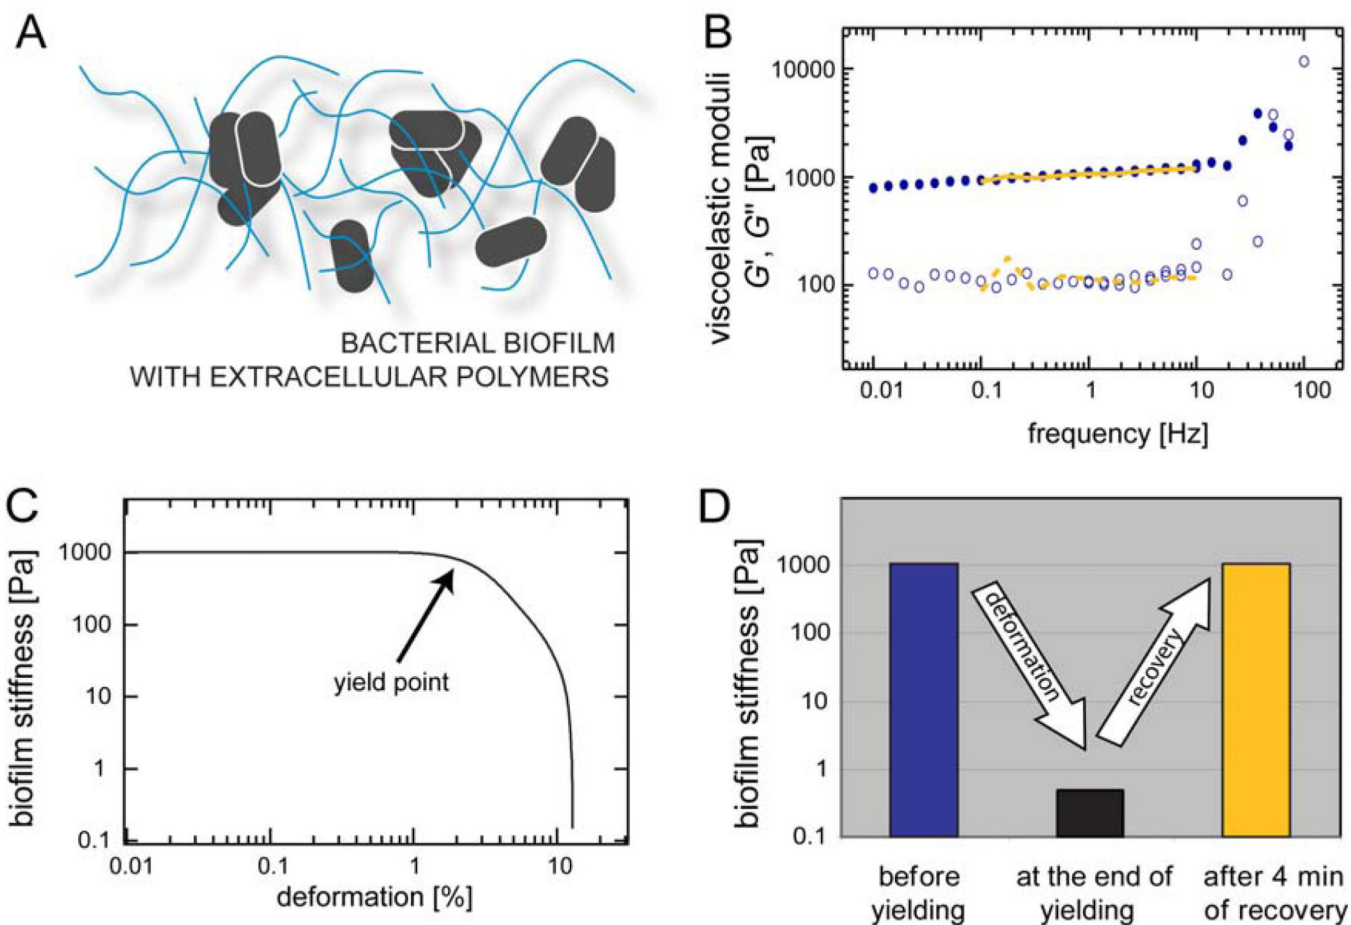 A
BACTERIAL BIOFILM
WITH EXTRACELLULAR POLYMERS
B
viscoelastic moduli
G', G'' [Pa]
10000
1000
100
0.01 0.1 1 10 100
frequency [Hz]
C
biofilm stiffness [Pa]
1000
100
10
1
0.1
yield point
0.01 0.1 1 10
deformation [%]
D
biofilm stiffness [Pa]
1000
100
10
1
0.1
deformation
recovery
before
yielding
at the end of
yielding
after 4 min
of recovery